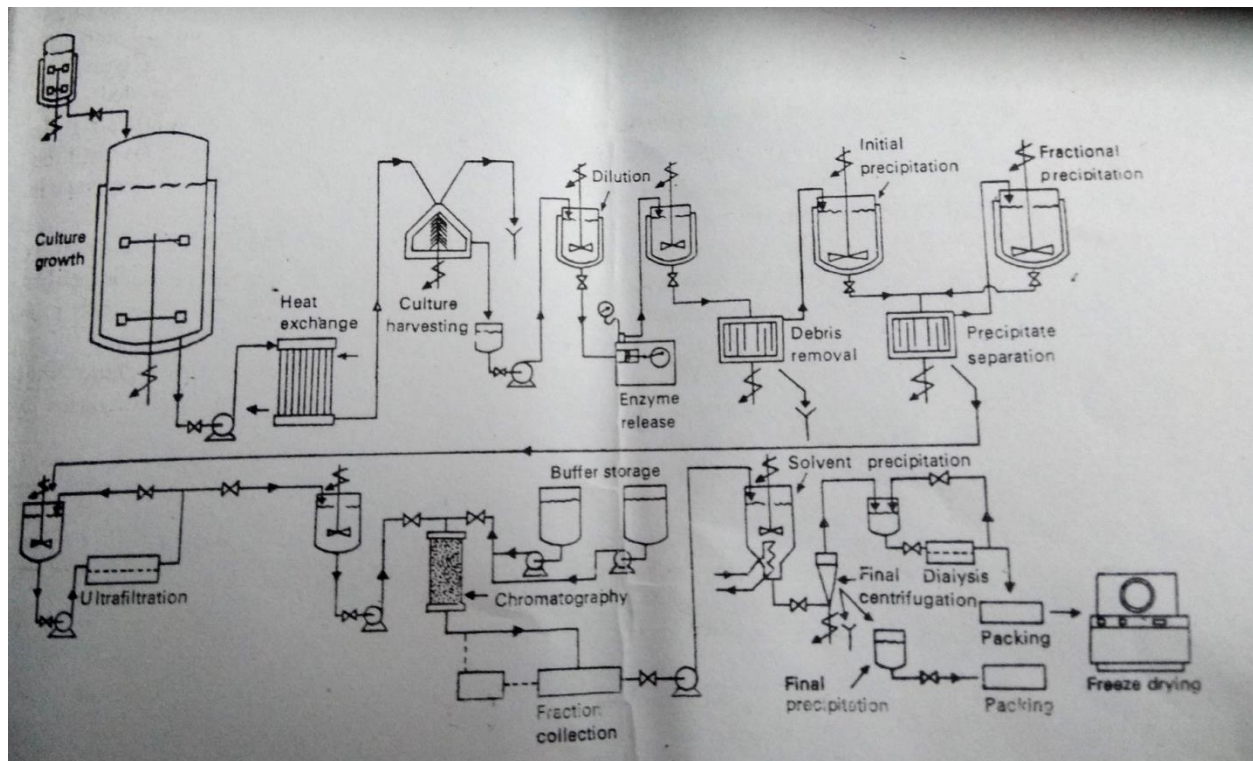 Initial
precipitation
Fractional
precipitation
Dilution
Culture
growth
Heat
exchange
Culture
harvesting
Enzyme
release
Debris
removal
Precipitate
separation
Buffer storage
Solvent precipitation
Ultrafiltration
Chromatography
Final
centrifugation
Dialysis
Packing
Freeze drying
Final
precipitation
Packing
Fraction
collection